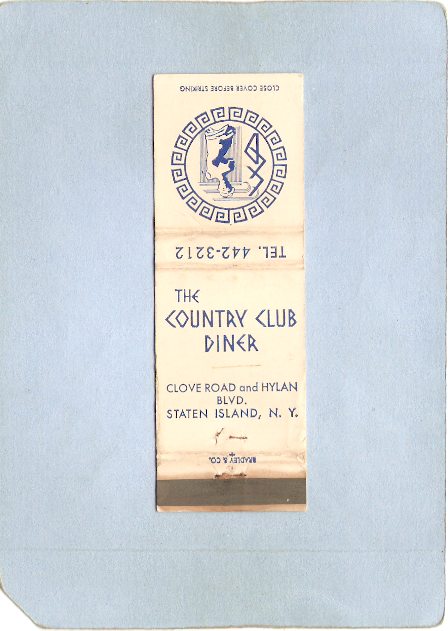 CLOSE COVER BEFORE STRIKING
TEL. 442-3212
THE
COUNTRY CLUB
DINER
CLOVE ROAD and HYLAN
BLVD.
STATEN ISLAND, N. Y.
BRADLEY & CO.